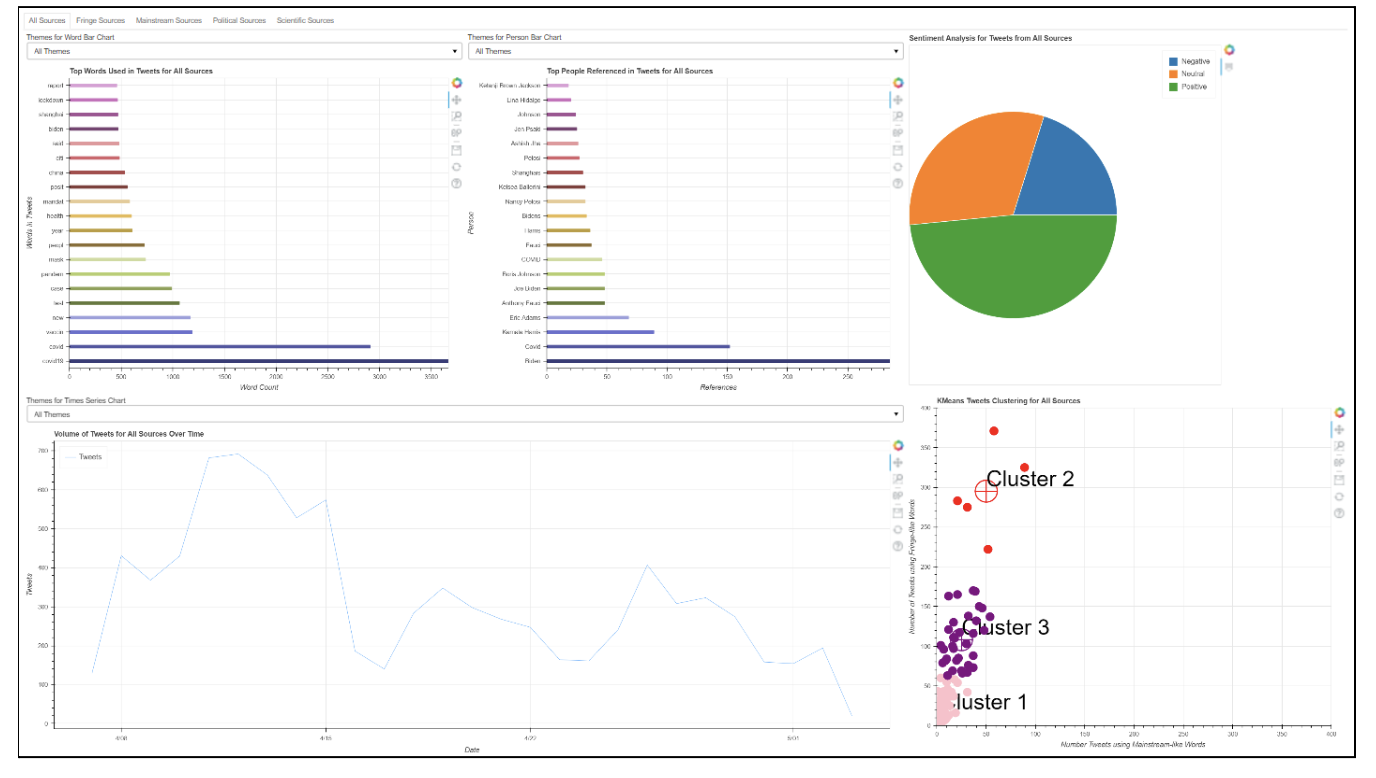 All Sources
Fringe Sources
Mainstream Sources
Political Sources
Scientific Sources
Themes for Word Bar Chart
All Themes
Top Words Used in Tweets for All Sources
report
lockdown
shanghai
biden
said
citi
china
posit
mandat
health
year
peopl
mask
pandem
case
test
new
vaccin
covid
covid19
Words in Tweets
0
500
1000
1500
2000
2500
3000
3500
Word Count
Themes for Person Bar Chart
All Themes
Top People Referenced in Tweets for All Sources
Ketanji Brown Jackson
Lina Hidalgo
Johnson
Jen Psaki
Ashish Jha
Pelosi
Shanghais
Kelsea Ballerini
Nancy Pelosi
Bidens
Harris
Fauci
COVID
Boris Johnson
Joe Biden
Anthony Fauci
Eric Adams
Kamala Harris
Covid
Biden
Person
0
50
100
150
200
250
References
Sentiment Analysis for Tweets from All Sources
Negative
Neutral
Positive
Themes for Times Series Chart
All Themes
Volume of Tweets for All Sources Over Time
Tweets
700
600
500
400
300
200
100
0
Tweets
4/08
4/15
4/22
5/01
Date
KMeans Tweets Clustering for All Sources
400
350
300
250
200
150
100
50
0
Number of Tweets using Fringe-like Words
Cluster 2
Cluster 3
Cluster 1
0
50
100
150
200
250
300
350
400
Number Tweets using Mainstream-like Words